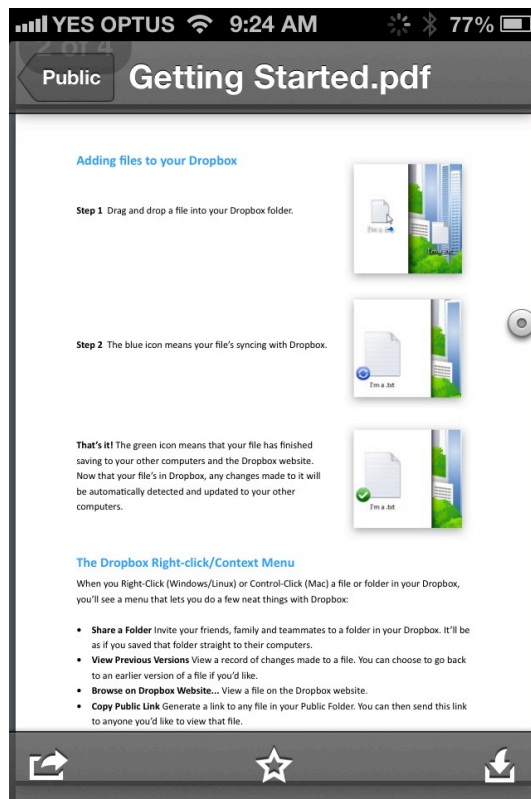 YES OPTUS 9:24 AM 77%
2 of 4
Public Getting Started.pdf
Adding files to your Dropbox
Step 1 Drag and drop a file into your Dropbox folder.
Step 2 The blue icon means your file's syncing with Dropbox.
I'm a .txt
That's it! The green icon means that your file has finished
saving to your other computers and the Dropbox website.
Now that your file's in Dropbox, any changes made to it will
be automatically detected and updated to your other
computers.
I'm a .txt
The Dropbox Right-click/Context Menu
When you Right-Click (Windows/Linux) or Control-Click (Mac) a file or folder in your Dropbox,
you'll see a menu that lets you do a few neat things with Dropbox:
• Share a Folder Invite your friends, family and teammates to a folder in your Dropbox. It'll be
as if you saved that folder straight to their computers.
• View Previous Versions View a record of changes made to a file. You can choose to go back
to an earlier version of a file if you'd like.
• Browse on Dropbox Website... View a file on the Dropbox website.
• Copy Public Link Generate a link to any file in your Public Folder. You can then send this link
to anyone you'd like to view that file.